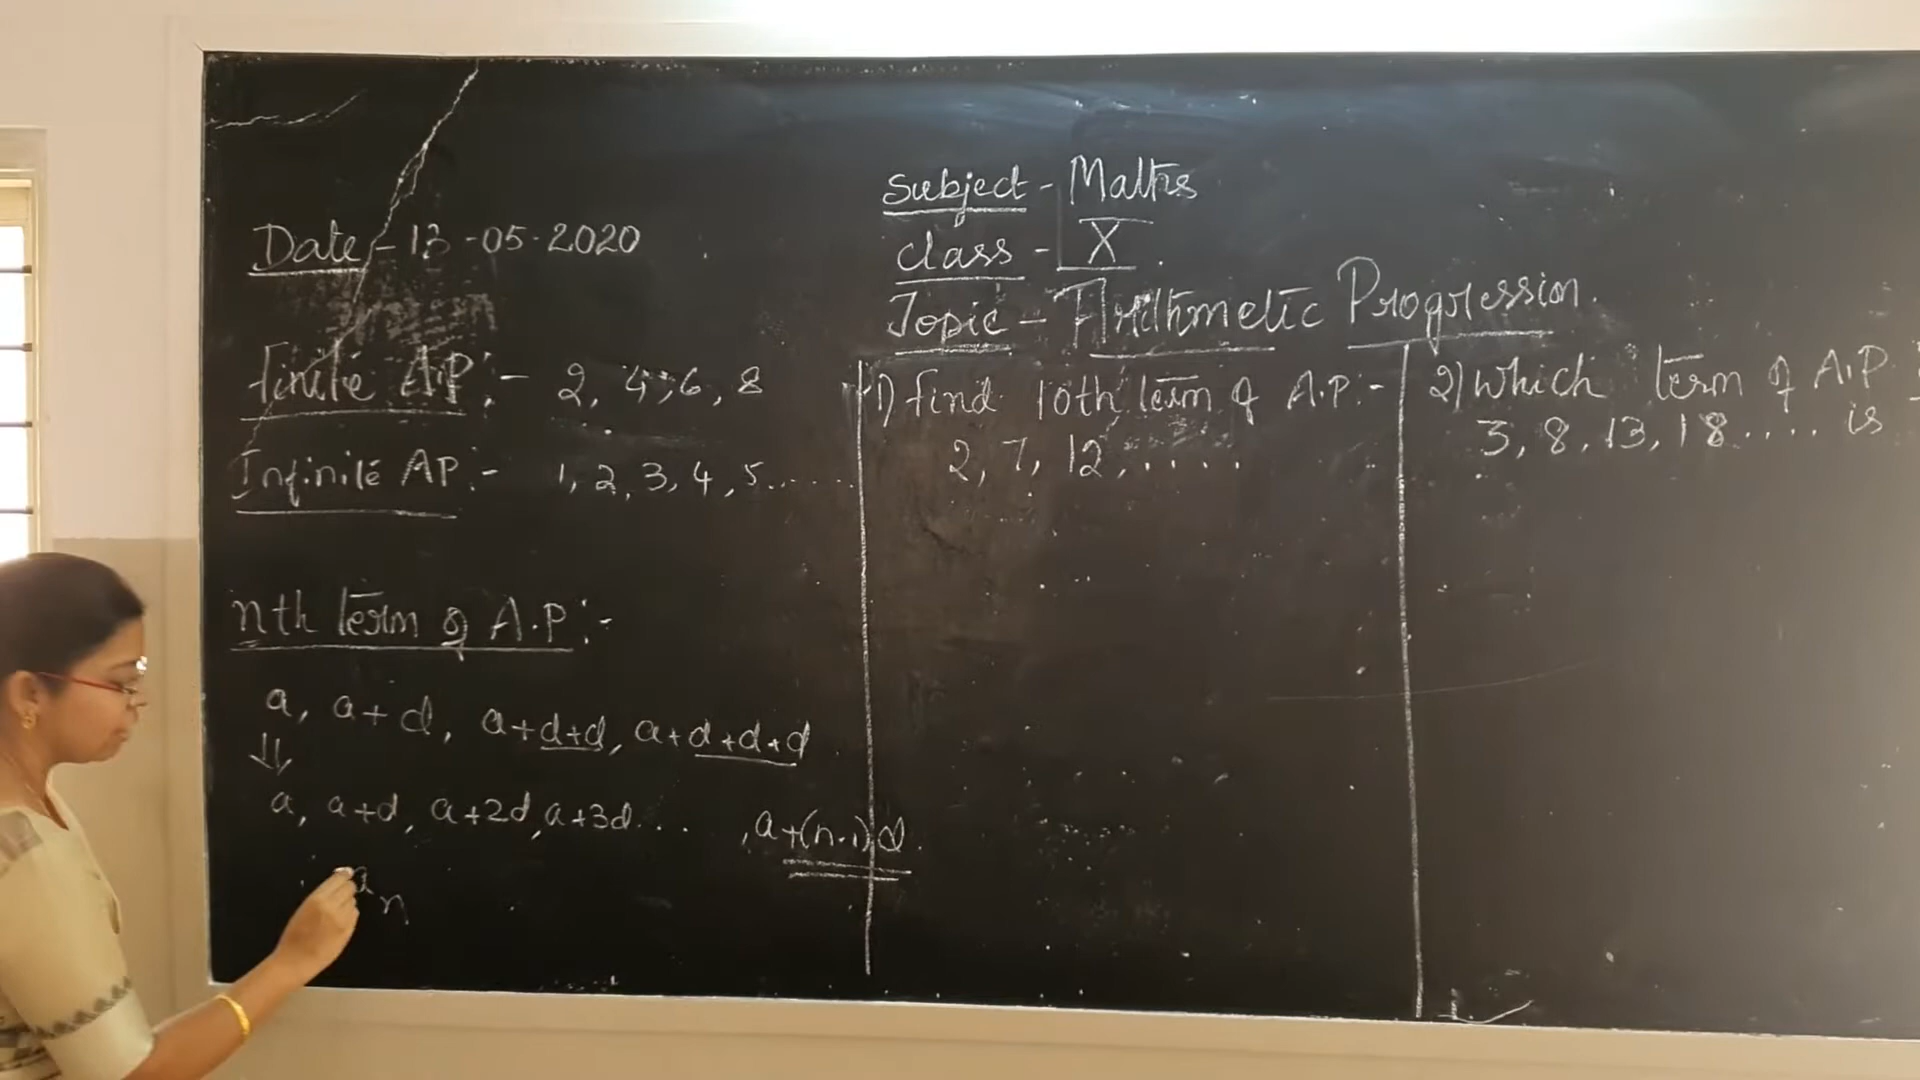 Subject - Maths
Class - X
Topic - Arithmetic Progression.
Date - 13-05-2020
finite A.P:- 2, 4, 6, 8
Infinite AP:- 1, 2, 3, 4, 5......
nth term of A.P:-
a, a+d, a+d+d, a+d+d+d
a, a+d, a+2d, a+3d... , a+(n-1)d.
an
1) find 10th term of A.P:-
2, 7, 12, ....
2) Which term of A.P
3, 8, 13, 18.... is